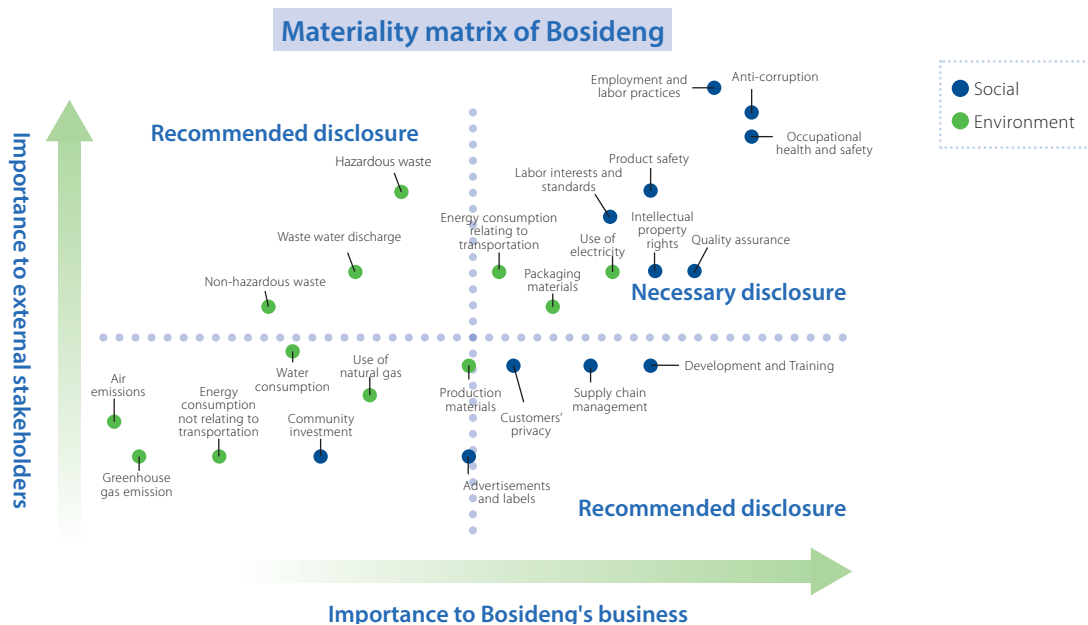 Materiality matrix of Bosideng
Social
Environment
Importance to external stakeholders
Recommended disclosure
Employment and
labor practices
Anti-corruption
Occupational
health and safety
Hazardous waste
Product safety
Labor interests and
standards
Waste water discharge
Energy consumption
relating to
transportation
Use of
electricity
Intellectual
property
rights
Quality assurance
Non-hazardous waste
Packaging
materials
Necessary disclosure
Air
emissions
Energy
consumption
not relating to
transportation
Water
consumption
Use of
natural gas
Community
investment
Production
materials
Customers’
privacy
Supply chain
management
Development and Training
Greenhouse
gas emission
Advertisements
and labels
Recommended disclosure
Importance to Bosideng's business